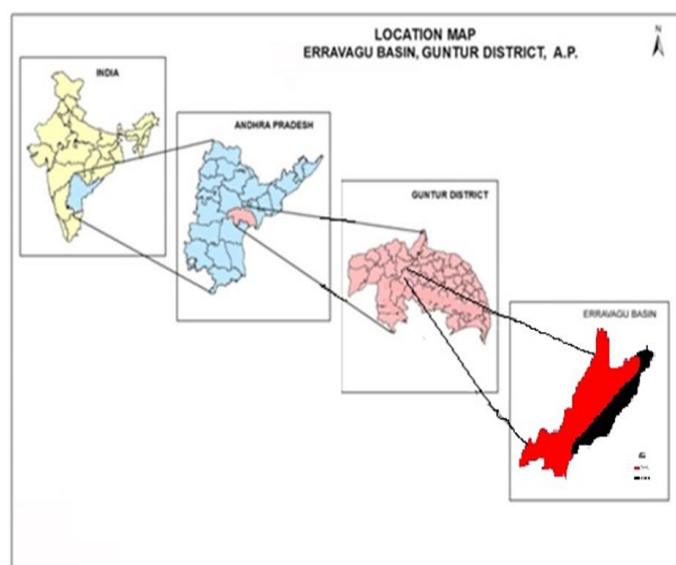 LOCATION MAP
ERRAVAGU BASIN, GUNTUR DISTRICT, A.P.
N
INDIA
ANDHRA PRADESH
GUNTUR DISTRICT
ERRAVAGU BASIN